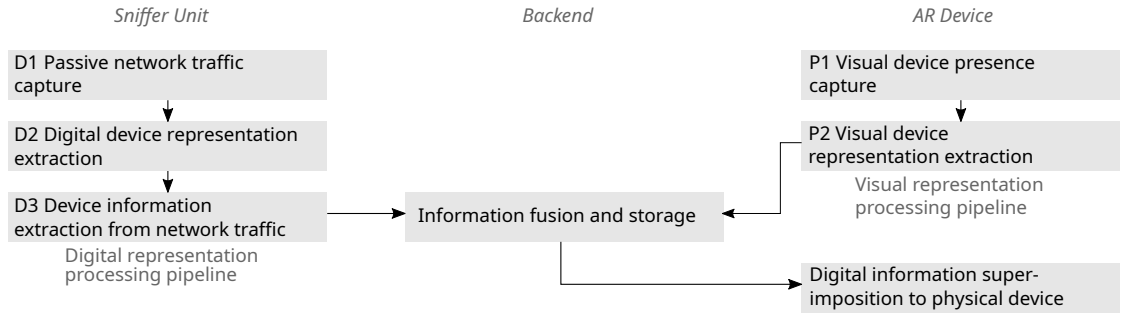 Sniffer Unit
Backend
AR Device
D1 Passive network traffic
capture
D2 Digital device representation
extraction
D3 Device information
extraction from network traffic
Digital representation
processing pipeline
Information fusion and storage
P1 Visual device presence
capture
P2 Visual device
representation extraction
Visual representation
processing pipeline
Digital information super-
imposition to physical device